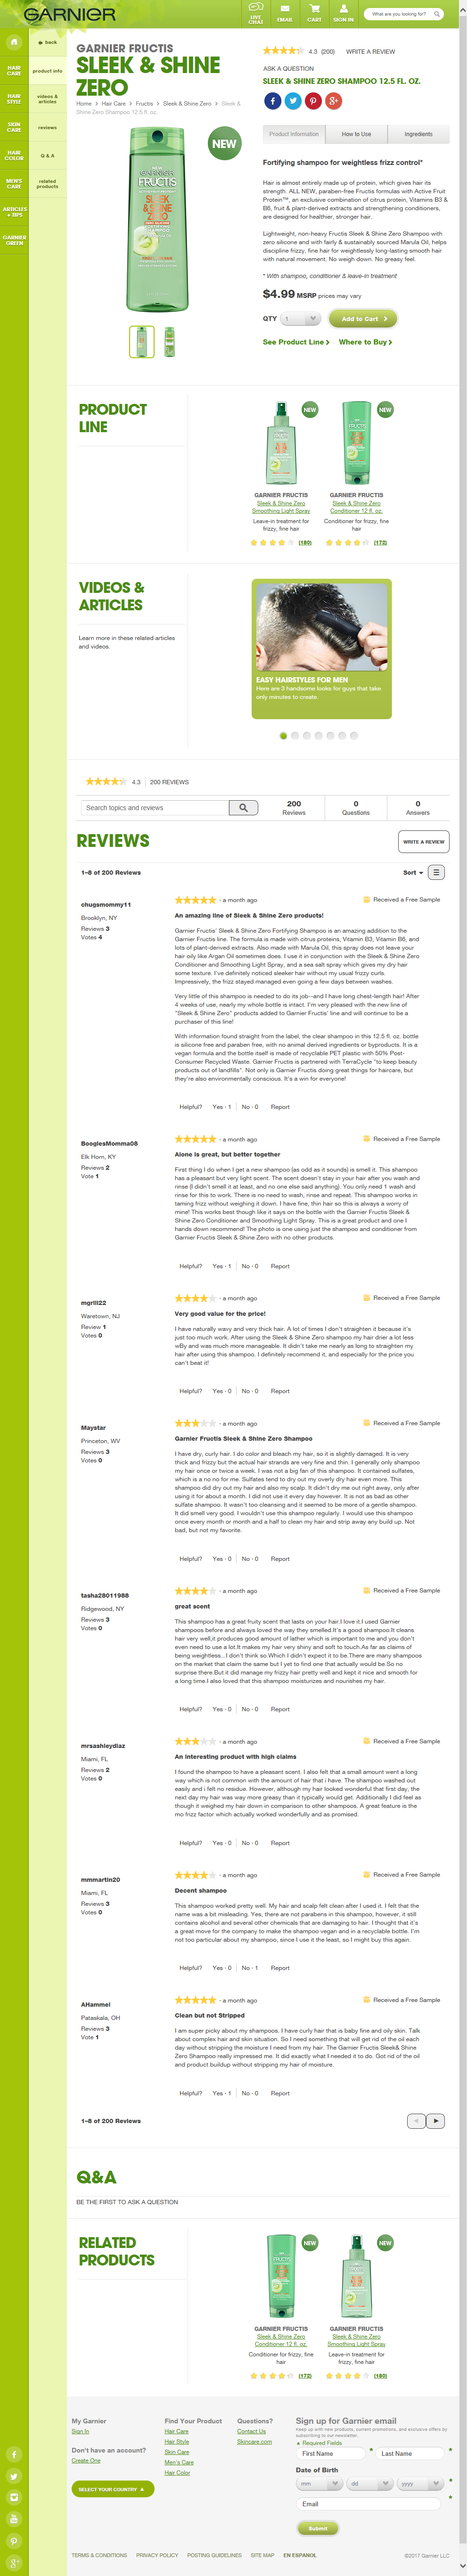 GARNIER
LIVE CHAT
EMAIL
CART
SIGN IN
What are you looking for?
HAIR CARE
HAIR STYLE
SKIN CARE
HAIR COLOR
MEN'S CARE
ARTICLES + TIPS
GARNIER GREEN
back
product info
videos & articles
reviews
Q & A
related products
GARNIER FRUCTIS
SLEEK & SHINE ZERO
Home > Hair Care > Fructis > Sleek & Shine Zero > Sleek & Shine Zero Shampoo 12.5 fl. oz.
NEW
4.3 (200) WRITE A REVIEW
ASK A QUESTION
SLEEK & SHINE ZERO SHAMPOO 12.5 FL. OZ.
Product Information
How to Use
Ingredients
Fortifying shampoo for weightless frizz control*
Hair is almost entirely made up of protein, which gives hair its
strength. ALL NEW, paraben-free Fructis formulas with Active Fruit
Protein™, an exclusive combination of citrus protein, Vitamins B3 &
B6, fruit & plant-derived extracts and strengthening conditioners,
are designed for healthier, stronger hair.
Lightweight, non-heavy Fructis Sleek & Shine Zero Shampoo with
zero silicone and with fairly & sustainably sourced Marula oil, helps
discipline frizzy, fine hair for weightlessly long-lasting smooth hair
with natural movement. No weigh down. No greasy feel.
* With shampoo, conditioner & leave-in treatment
$4.99 MSRP prices may vary
QTY 1 Add to Cart
See Product Line Where to Buy
PRODUCT LINE
NEW
NEW
GARNIER FRUCTIS
Sleek & Shine Zero
Smoothing Light Spray
Leave-in treatment for
frizzy, fine hair
(180)
GARNIER FRUCTIS
Sleek & Shine Zero
Conditioner 12 fl. oz.
Conditioner for frizzy, fine
hair
(172)
VIDEOS & ARTICLES
Learn more in these related articles
and videos.
EASY HAIRSTYLES FOR MEN
Here are 3 handsome looks for guys that take
only minutes to create.
4.3 200 REVIEWS
Search topics and reviews
200 Reviews
0 Questions
0 Answers
REVIEWS
WRITE A REVIEW
1–8 of 200 Reviews
Sort
chugsmommy11
Brooklyn, NY
Reviews 3
Votes 4
· a month ago
Received a Free Sample
An amazing line of Sleek & Shine Zero products!
Garnier Fructis' Sleek & Shine Zero Fortifying Shampoo is an amazing addition to the
Garnier Fructis line. The formula is made with citrus proteins, Vitamin B3, Vitamin B6, and
lots of plant-derived extracts. Also made with Marula Oil, this spray does not leave your
hair oily like Argan Oil sometimes does. I use it in conjunction with the Sleek & Shine Zero
Conditioner and Smoothing Light Spray, and a sea salt spray which gives my thin hair
some texture. I've definitely noticed sleeker hair without my usual frizzy curls.
Impressively, the frizz stayed managed even going a few days between washes.
Very little of this shampoo is needed to do its job--and I have long chest-length hair! After
4 weeks of use, I'm nearly my whole bottle in. I'm very pleased with the new line of
"Sleek & Shine Zero" products added to Garnier Fructis' line and will continue to be a
purchaser of this line!
With information found straight from the label, the clear shampoo in this 12.5 fl. oz. bottle
is silicone free and paraben free, with no animal derived ingredients or byproducts. It is a
vegan formula and the bottle itself is made of recyclable PET plastic with 50% Post-
Consumer Recycled Waste. Garnier Fructis is partnered with TerraCycle "to keep beauty
products out of landfills". Not only is Garnier Fructis doing great things for haircare, but
they're also environmentally conscious. It's a win for everyone!
Helpful? Yes · 1 No · 0 Report
BoogiesMomma08
Elk Horn, KY
Reviews 2
Vote 1
· a month ago
Received a Free Sample
Alone is great, but better together
First thing I do when I get a new shampoo (as odd as it sounds) is smell it. This shampoo
has a pleasant but very light scent. The scent doesn't stay in your hair after you wash and
rinse (I didn't smell it at least, and no one else said anything). You only need 1 wash and
rinse for this to work. There is no need to wash, rinse and repeat. This shampoo works in
taming frizz without weighing it down. I have fine, thin hair so this is always a worry of
mine! This works best though like it says on the bottle with the Garnier Fructis Sleek &
Shine Zero Conditioner and Smoothing Light Spray. This is a great product and one I
hands down recommend! The photo is one using just the shampoo and conditioner from
Garnier Fructis Sleek & Shine Zero with no other products.
Helpful? Yes · 1 No · 0 Report
mgrill22
Waretown, NJ
Review 1
Votes 0
· a month ago
Received a Free Sample
Very good value for the price!
I have naturally wavy and very thick hair. A lot of times I don't straighten it because it's
just too much work. After using the Sleek & Shine Zero shampoo my hair drier a lot less
wBy and was much more manageable. It didn't take me nearly as long to straighten my
hair after using this shampoo. I definitely recommend it, and especially for the price you
can't beat it!
Helpful? Yes · 0 No · 0 Report
Maystar
Princeton, WV
Reviews 3
Votes 0
· a month ago
Received a Free Sample
Garnier Fructis Sleek & Shine Zero Shampoo
I have dry, curly hair. I do color and bleach my hair, so it is slightly damaged. It is very
thick and frizzy but the actual hair strands are very fine and thin. I generally only shampoo
my hair once or twice a week. I was not a big fan of this shampoo. It contained sulfates,
which is a no no for me. Sulfates tend to dry out my overly dry hair even more. This
shampoo did dry out my hair and also my scalp. It didn't dry me out right away, only after
using it for about a month. I did not use it every day however. It is not as bad as other
sulfate shampoos. It wasn't a cleansing as it seemed to be more of a gentle shampoo.
It did smell very good. I wouldn't use this shampoo regularly. I would use this shampoo
once every month or month and a half to clean my hair and strip away any build up. Not
bad, but not my favorite.
Helpful? Yes · 0 No · 0 Report
tasha28011988
Ridgewood, NY
Reviews 3
Votes 0
· a month ago
Received a Free Sample
great scent
This shampoo has a great fruity scent that lasts on your hair.I love it.I used Garnier
shampoos before and always loved the way they smelled.It's a good shampoo.It cleans
hair very well,it produces good amount of lather which is important to me and you don't
even need to use a lot.It leaves my hair very soft and smooth.As far as my hair as claims of
being weightless...I don't think so.Which I didn't expect it to be.There are many shampoos
on the market that claim the same but I yet to find one that actually would be.So no
surprise there.But it did manage my frizzy hair pretty well and kept it nice and smooth for
a long time.I also loved that this shampoo moisturizes and nourishes my hair.
Helpful? Yes · 0 No · 0 Report
mrsashleydiaz
Miami, FL
Reviews 2
Votes 0
· a month ago
Received a Free Sample
An interesting product with high claims
I found the shampoo to have a pleasant scent. I also felt that a small amount went a long
way which is not common the amount of hair that i have. The shampoo washed out
easily and i wasn't left with a residue. However, although my hair looked wonderful that first, the
next day my hair was way more greasy than it typically would get. Additionally I did feel as
though it weighed my hair down in comparison to other shampoos. A great feature is the
mo frizz factor which actually worked wonderfully and as promised.
Helpful? Yes · 0 No · 0 Report
mmmartin20
Miami, FL
Reviews 3
Votes 0
· a month ago
Received a Free Sample
Decent shampoo
This shampoo worked pretty well. My hair and scalp felt clean after I used it. I felt that the
name was a bit misleading. Yes, there are not parabens in this shampoo, however, it still
contains alcohol and several other chemicals that are damaging to hair. I thought it's that
a great move for the company to make the shampoo vegan and in a recyclable bottle. I'm
not too particular about my shampoo, since I use it the least, so I might buy this again.
Helpful? Yes · 0 No · 1 Report
AHammel
Pataskala, OH
Reviews 3
Vote 1
· a month ago
Received a Free Sample
Clean but not Stripped
I am super picky about my shampoos. I have curly hair that is baby fine and oily skin. Talk
about complex hair and skin situation. So I need something that will get rid of the oil each
day without stripping the moisture I need from my hair. The Garnier Fructis Sleek& Shine
Zero Shampoo really impressed me. It did exactly what I needed it to do. Got rid of the oil
and product buildup without stripping my hair of moisture.
Helpful? Yes · 1 No · 0 Report
1–8 of 200 Reviews
Q&A
BE THE FIRST TO ASK A QUESTION
RELATED PRODUCTS
NEW
NEW
GARNIER FRUCTIS
Sleek & Shine Zero
Conditioner 12 fl. oz.
Conditioner for frizzy, fine
hair
(172)
GARNIER FRUCTIS
Sleek & Shine Zero
Smoothing Light Spray
Leave-in treatment for
frizzy, fine hair
(180)
My Garnier
Sign In
Don't have an account?
Create One
SELECT YOUR COUNTRY
Find Your Product
Hair Care
Hair Style
Skin Care
Men's Care
Hair Color
Questions?
Contact Us
Skincare.com
Sign up for Garnier email
Keep up with new products, current promotions, and exclusive offers by
subscribing to our newsletter.
Required Fields
First Name
Last Name
Date of Birth
mm
dd
yyyy
Email
Submit
TERMS & CONDITIONS PRIVACY POLICY POSTING GUIDELINES SITE MAP EN ESPANOL
©2017 Garnier LLC